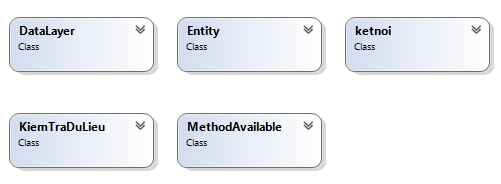 DataLayer
Class
Entity
Class
ketnoi
Class
KiemTraDuLieu
Class
MethodAvailable
Class